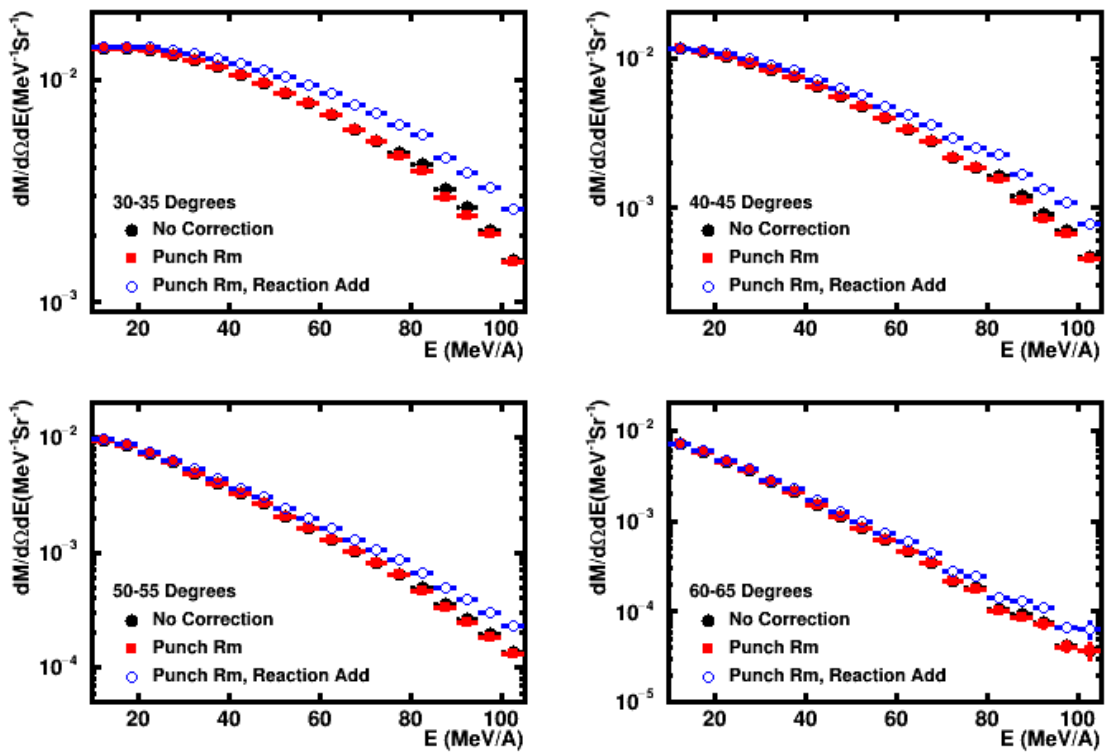 dM/dΩdE(MeV⁻¹Sr⁻¹)
10⁻²
10⁻³
30-35 Degrees
No Correction
Punch Rm
Punch Rm, Reaction Add
20 40 60 80 100
E (MeV/A)
dM/dΩdE(MeV⁻¹Sr⁻¹)
10⁻²
10⁻³
40-45 Degrees
No Correction
Punch Rm
Punch Rm, Reaction Add
20 40 60 80 100
E (MeV/A)
dM/dΩdE(MeV⁻¹Sr⁻¹)
10⁻²
10⁻³
10⁻⁴
50-55 Degrees
No Correction
Punch Rm
Punch Rm, Reaction Add
20 40 60 80 100
E (MeV/A)
dM/dΩdE(MeV⁻¹Sr⁻¹)
10⁻²
10⁻³
10⁻⁴
10⁻⁵
60-65 Degrees
No Correction
Punch Rm
Punch Rm, Reaction Add
20 40 60 80 100
E (MeV/A)